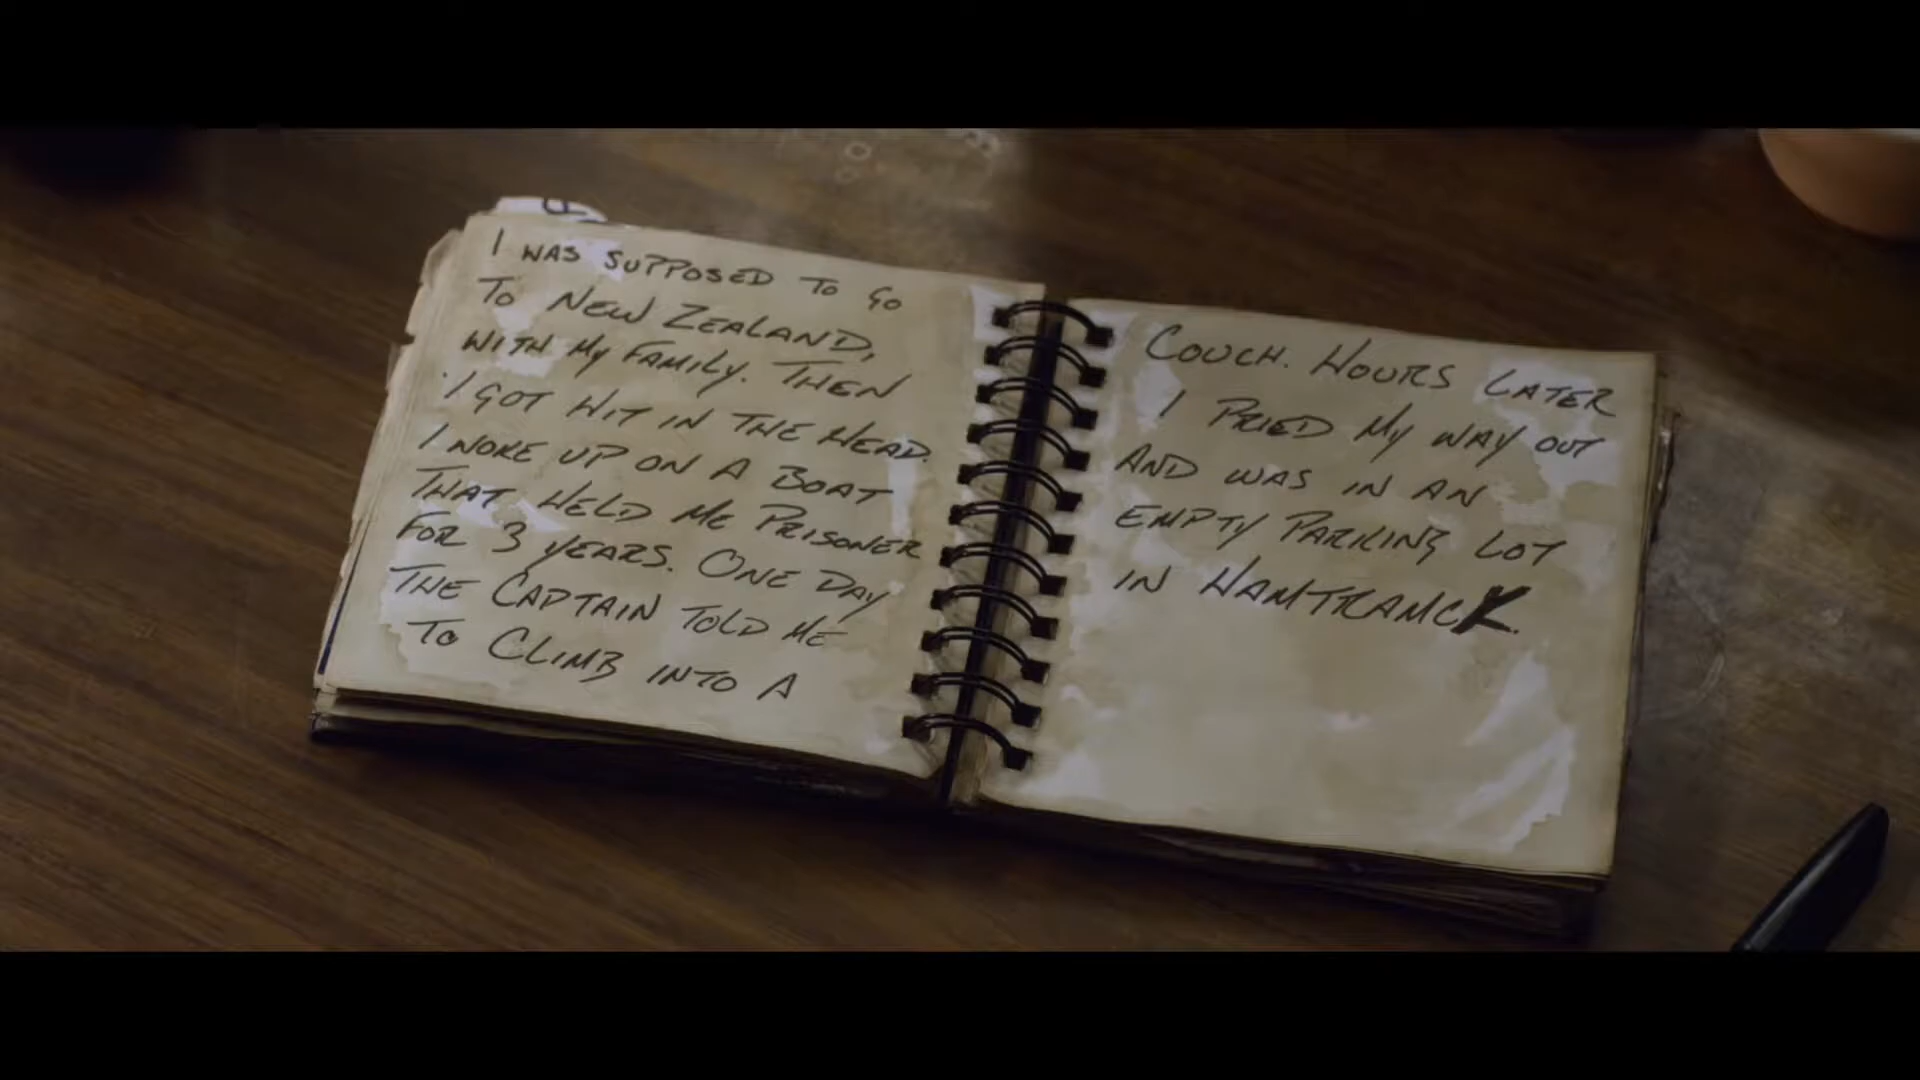 I WAS SUPPOSED TO GO
TO NEW ZEALAND,
WITH MY FAMILY. THEN
I GOT HIT IN THE HEAD.
I WOKE UP ON A BOAT
THAT HELD ME PRISONER
FOR 3 YEARS. ONE DAY
THE CAPTAIN TOLD ME
TO CLIMB INTO A
COUCH. HOURS LATER
I PRIED MY WAY OUT
AND WAS IN AN
EMPTY PARKING LOT
IN HAMTRAMCK.